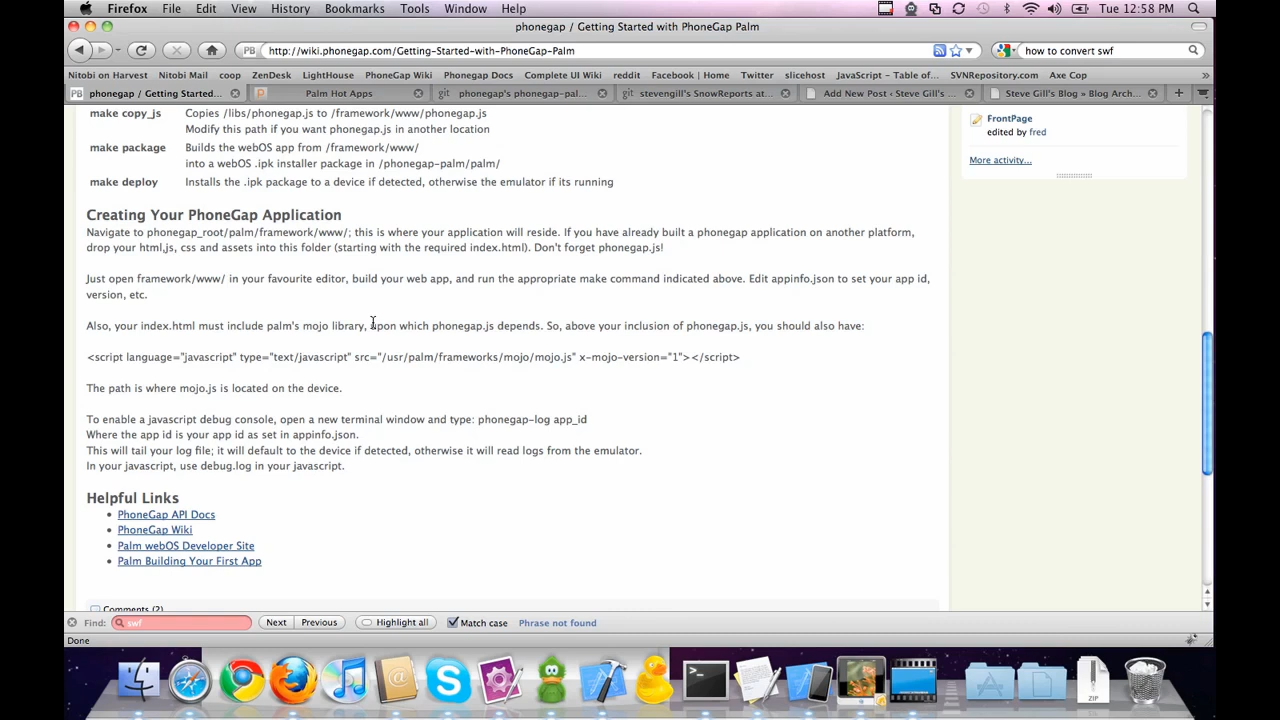 Firefox File Edit View History Bookmarks Tools Window Help Tue 12:58 PM
phonegap / Getting Started with PhoneGap Palm
PB http://wiki.phonegap.com/Getting-Started-with-PhoneGap-Palm how to convert swf
Nitobi on Harvest Nitobi Mail coop ZenDesk LightHouse PhoneGap Wiki Phonegap Docs Complete UI Wiki reddit Facebook | Home Twitter slicehost JavaScript - Table of... SVNRepository.com Axe Cop »
PB phonegap / Getting Started... P Palm Hot Apps git phonegap's phonegap-pal... git stevengill's SnowReports at... Add New Post ‹ Steve Gill's ... Steve Gill's Blog » Blog Arch...
make copy_js Copies /libs/phonegap.js to /framework/www/phonegap.js
Modify this path if you want phonegap.js in another location
make package Builds the webOS app from /framework/www/
into a webOS .ipk installer package in /phonegap-palm/palm/
make deploy Installs the .ipk package to a device if detected, otherwise the emulator if its running
FrontPage
edited by fred
More activity...
Creating Your PhoneGap Application
Navigate to phonegap_root/palm/framework/www/; this is where your application will reside. If you have already built a phonegap application on another platform,
drop your html,js, css and assets into this folder (starting with the required index.html). Don't forget phonegap.js!
Just open framework/www/ in your favourite editor, build your web app, and run the appropriate make command indicated above. Edit appinfo.json to set your app id,
version, etc.
Also, your index.html must include palm's mojo library, upon which phonegap.js depends. So, above your inclusion of phonegap.js, you should also have:
<script language="javascript" type="text/javascript" src="/usr/palm/frameworks/mojo/mojo.js" x-mojo-version="1"></script>
The path is where mojo.js is located on the device.
To enable a javascript debug console, open a new terminal window and type: phonegap-log app_id
Where the app id is your app id as set in appinfo.json.
This will tail your log file; it will default to the device if detected, otherwise it will read logs from the emulator.
In your javascript, use debug.log in your javascript.
Helpful Links
• PhoneGap API Docs
• PhoneGap Wiki
• Palm webOS Developer Site
• Palm Building Your First App
Comments (2)
Find: swf Next Previous Highlight all Match case Phrase not found
Done
ZIP